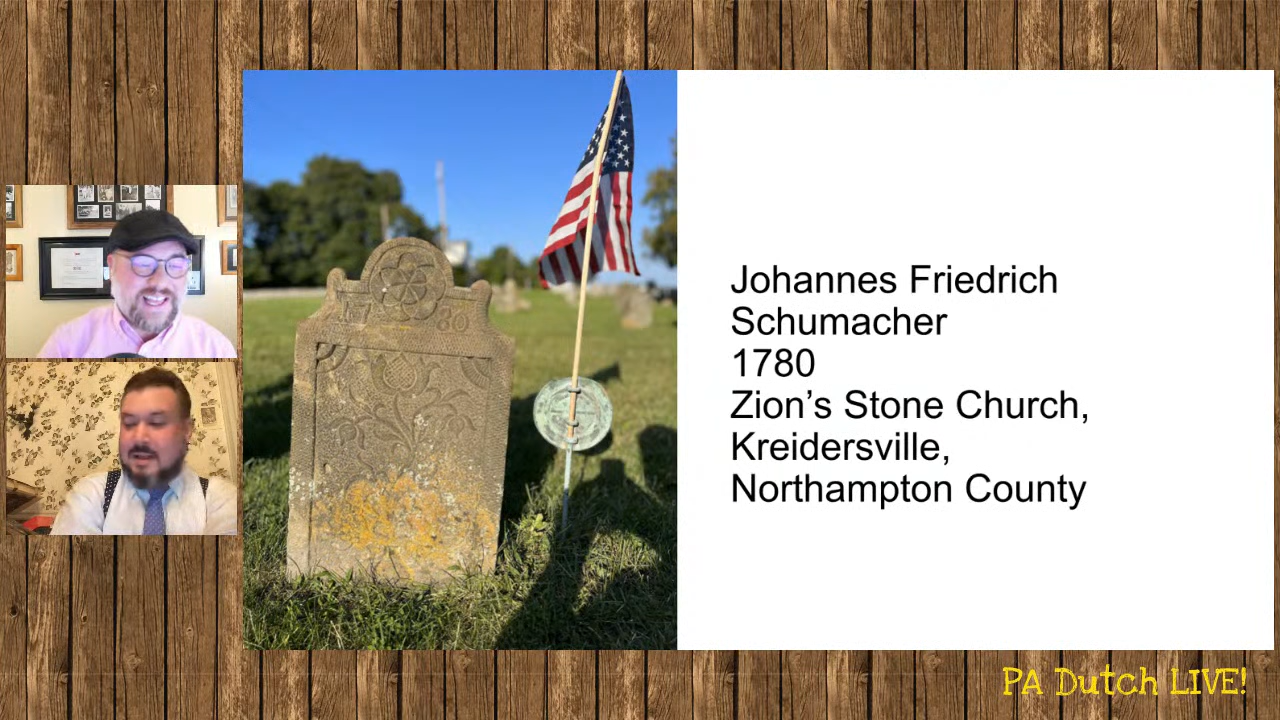 Johannes Friedrich
Schumacher
1780
Zion’s Stone Church,
Kreidersville,
Northampton County
PA Dutch LIVE!